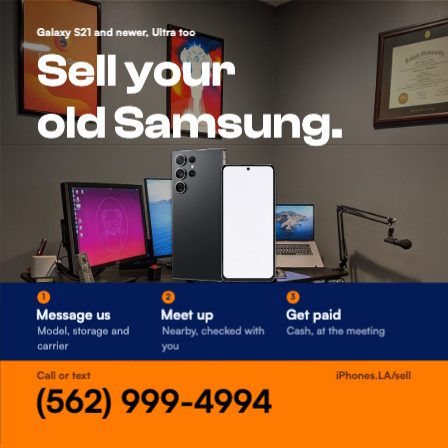 Galaxy S21 and newer, Ultra too
Sell your
old Samsung.
1
2
3
Message us
Meet up
Get paid
Model, storage and
carrier
Nearby, checked with
you
Cash, at the meeting
Call or text
iPhones.LA/sell
(562) 999-4994